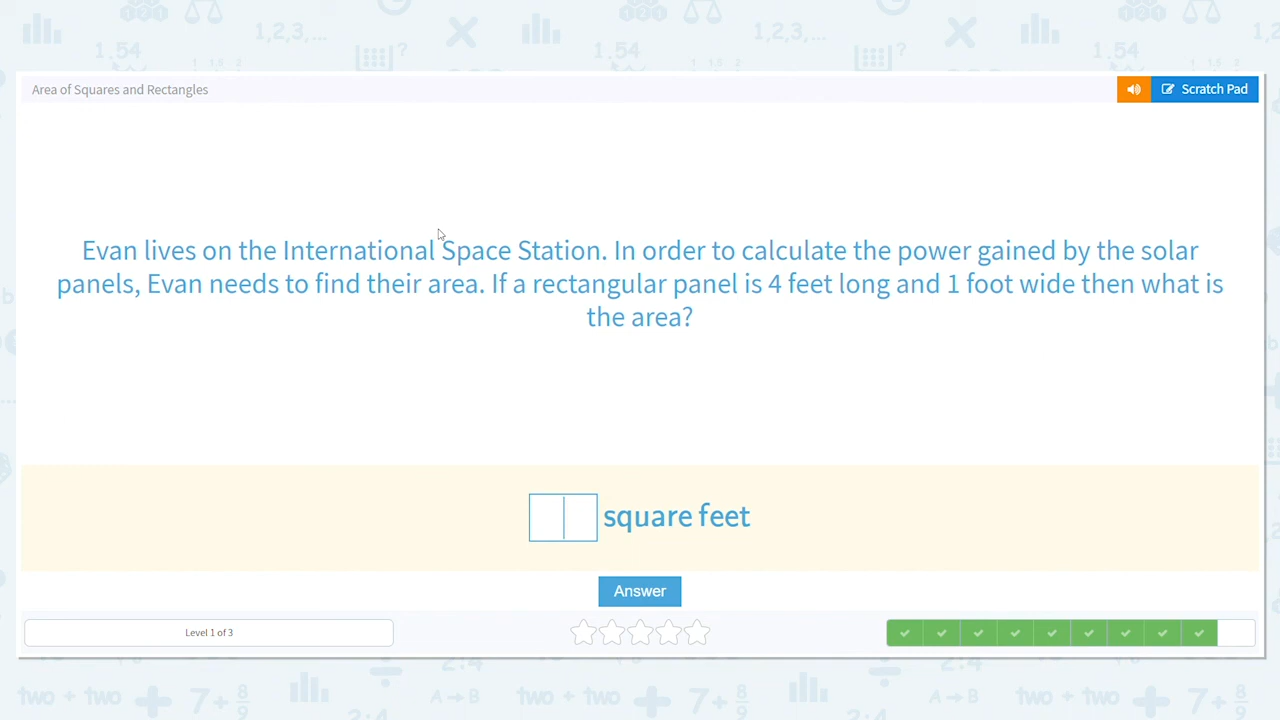 Area of Squares and Rectangles
Scratch Pad
Evan lives on the International Space Station. In order to calculate the power gained by the solar
panels, Evan needs to find their area. If a rectangular panel is 4 feet long and 1 foot wide then what is
the area?
square feet
Answer
Level 1 of 3